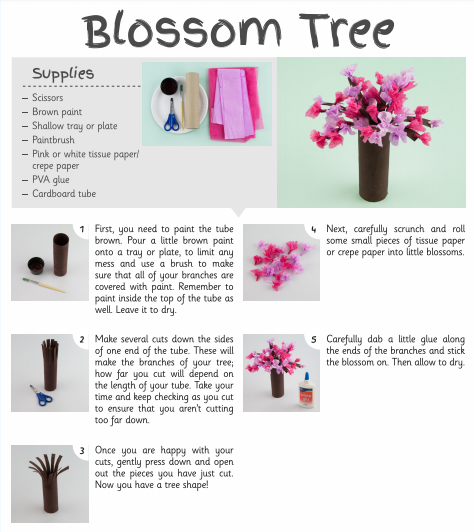 Blossom Tree
Supplies
– Scissors
– Brown paint
– Shallow tray or plate
– Paintbrush
– Pink or white tissue paper/
crepe paper
– PVA glue
– Cardboard tube
1 First, you need to paint the tube
brown. Pour a little brown paint
onto a tray or plate, to limit any
mess and use a brush to make
sure that all of your branches are
covered with paint. Remember to
paint inside the top of the tube as
well. Leave it to dry.
2 Make several cuts down the sides
of one end of the tube. These will
make the branches of your tree;
how far you cut will depend on
the length of your tube. Take your
time and keep checking as you cut
to ensure that you aren't cutting
too far down.
3 Once you are happy with your
cuts, gently press down and open
out the pieces you have just cut.
Now you have a tree shape!
4 Next, carefully scrunch and roll
some small pieces of tissue paper
or crepe paper into little blossoms.
5 Carefully dab a little glue along
the ends of the branches and stick
the blossom on. Then allow to dry.